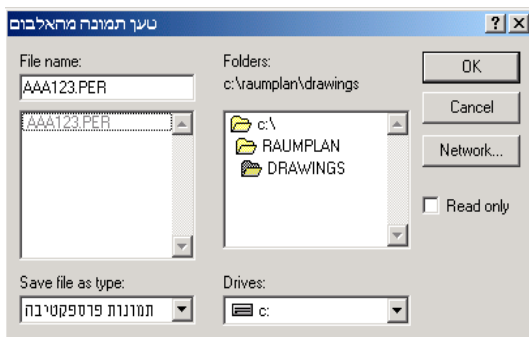 טען תמונה מהאלבום
File name:
AAA123.PER
AAA123.PER
Save file as type:
תמונות פרספקטיבה
Folders:
c:\raumplan\drawings
c:\
RAUMPLAN
DRAWINGS
Drives:
c:
OK
Cancel
Network...
Read only